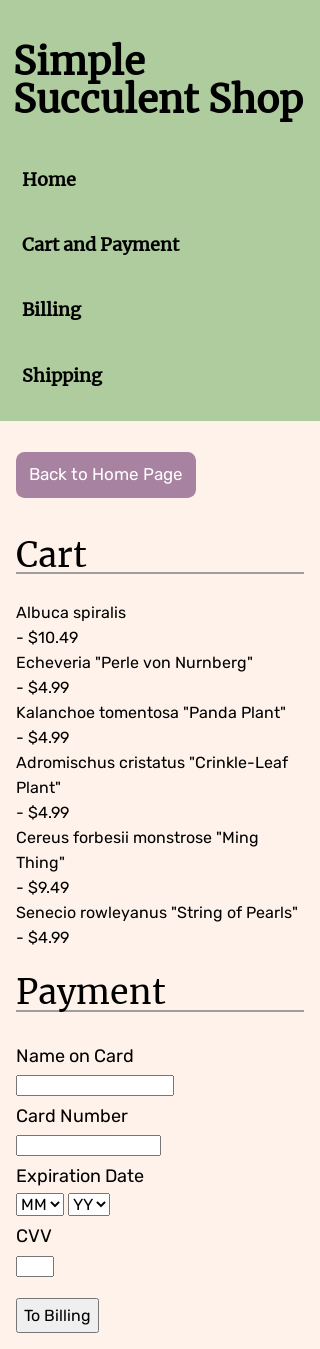 Simple
Succulent Shop
Home
Cart and Payment
Billing
Shipping
Back to Home Page
Cart
Albuca spiralis
- $10.49
Echeveria "Perle von Nurnberg"
- $4.99
Kalanchoe tomentosa "Panda Plant"
- $4.99
Adromischus cristatus "Crinkle-Leaf
Plant"
- $4.99
Cereus forbesii monstrose "Ming
Thing"
- $9.49
Senecio rowleyanus "String of Pearls"
- $4.99
Payment
Name on Card
Card Number
Expiration Date
MM YY
CVV
To Billing